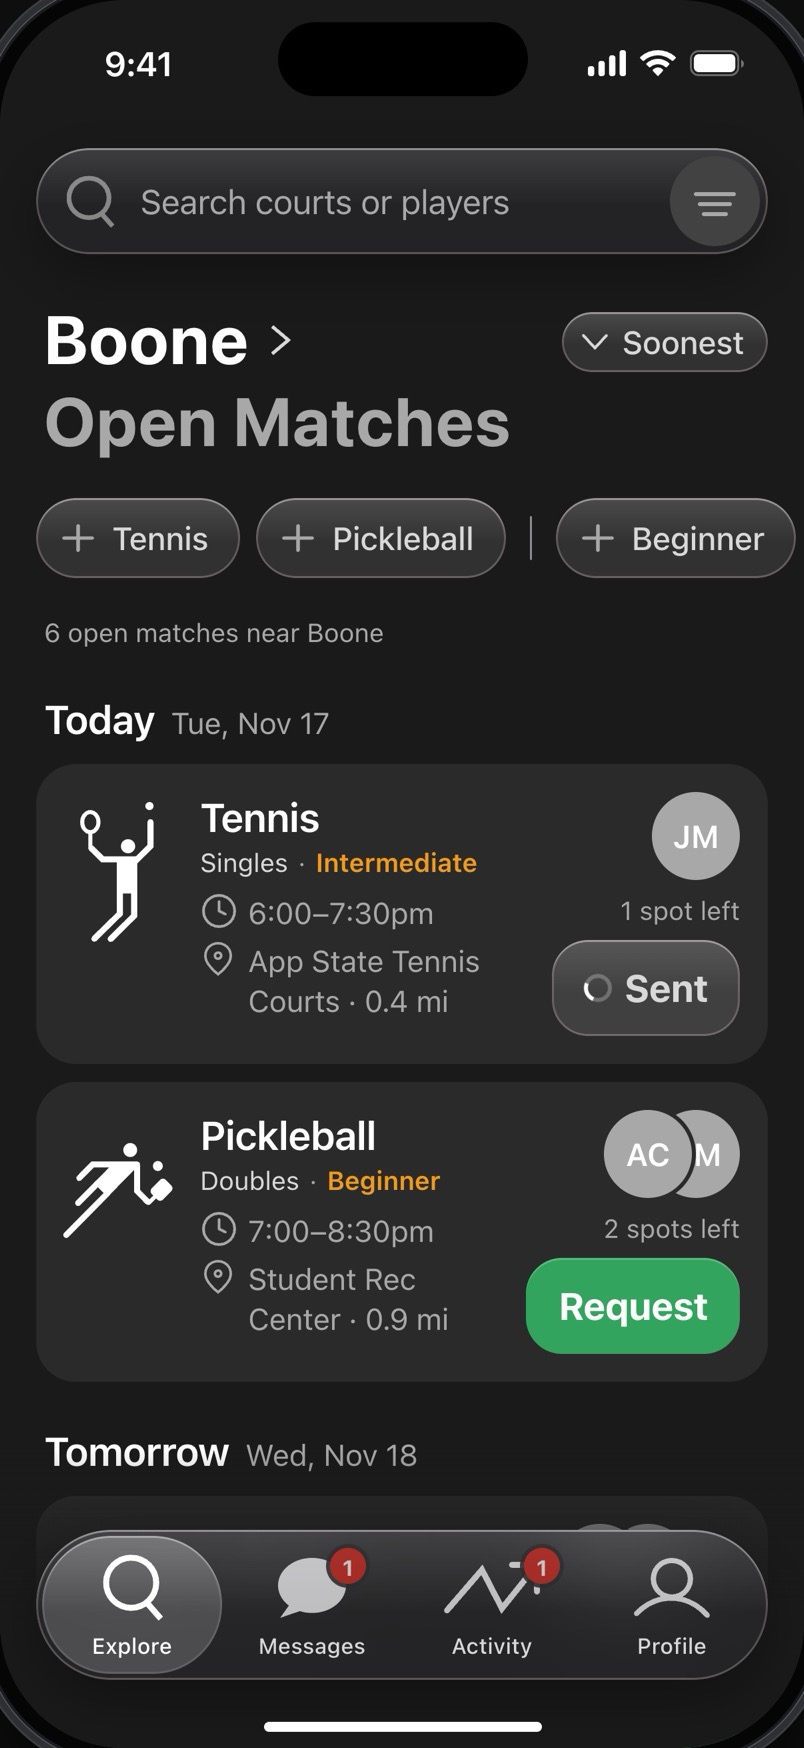 9:41
Search courts or players
Boone
Soonest
Open Matches
Tennis
Pickleball
Beginner
6 open matches near Boone
Today Tue, Nov 17
Tennis
Singles · Intermediate
6:00–7:30pm
App State Tennis
Courts · 0.4 mi
JM
1 spot left
Sent
Pickleball
Doubles · Beginner
7:00–8:30pm
Student Rec
Center · 0.9 mi
AC M
2 spots left
Request
Tomorrow Wed, Nov 18
1 1
Explore Messages Activity Profile